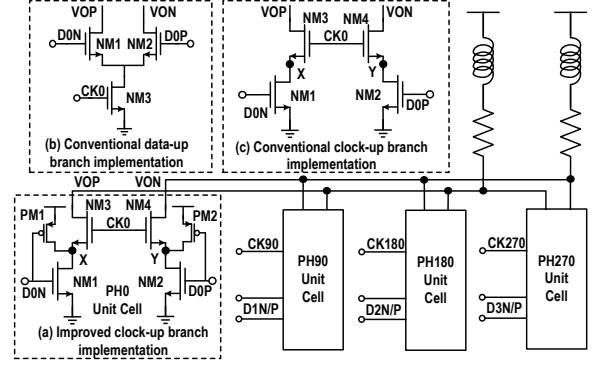 VOP VON
D0N NM1 NM2 D0P
CK0
NM3
(b) Conventional data-up
branch implementation
VOP VON
NM3 NM4
CK0
X Y
NM1 NM2
D0N D0P
(c) Conventional clock-up branch
implementation
VOP VON
PM1 NM3 NM4 PM2
CK0
X Y
NM1 NM2
D0N PH0 D0P
Unit Cell
(a) Improved clock-up branch
implementation
CK90
PH90
Unit
Cell
D1N/P
CK180
PH180
Unit
Cell
D2N/P
CK270
PH270
Unit
Cell
D3N/P